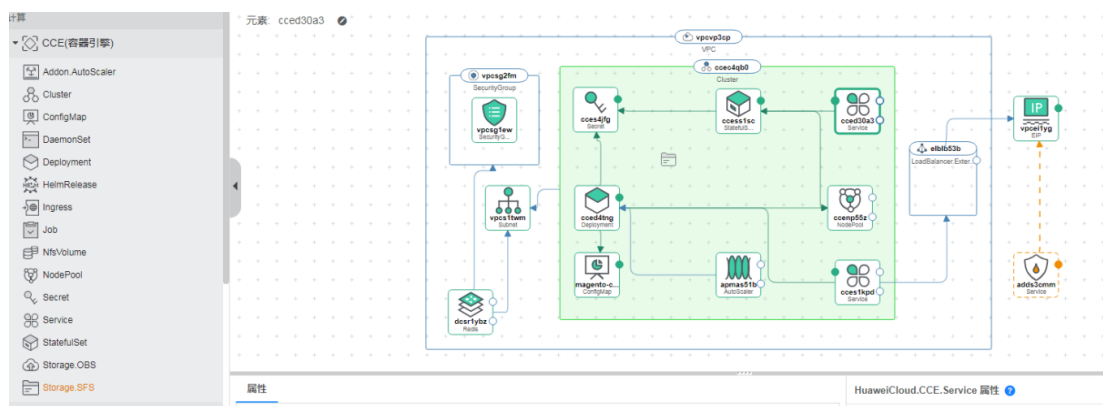 计算
元素: cced30a3
CCE(容器引擎)
Addon.AutoScaler
Cluster
ConfigMap
DaemonSet
Deployment
HelmRelease
Ingress
Job
NfsVolume
NodePool
Secret
Service
StatefulSet
Storage.OBS
Storage.SFS
vpcvp3cp
VPC
ccec4qb0
Cluster
vpcsg2fm
SecurityGroup
vpcsg1ew
SecurityG...
cces4jfg
Secret
ccess1sc
StatefulS...
cced30a3
Service
IP
vpcei1yg
EIP
elblb53b
LoadBalancer.Exter...
vpcs1twm
Subnet
cced4tng
Deployment
ccenp55z
NodePool
magento-c...
ConfigMap
apmas51b
AutoScaler
cces1kpd
Service
adds3cmm
Service
dcsr1ybz
Redis
属性
HuaweiCloud.CCE.Service 属性